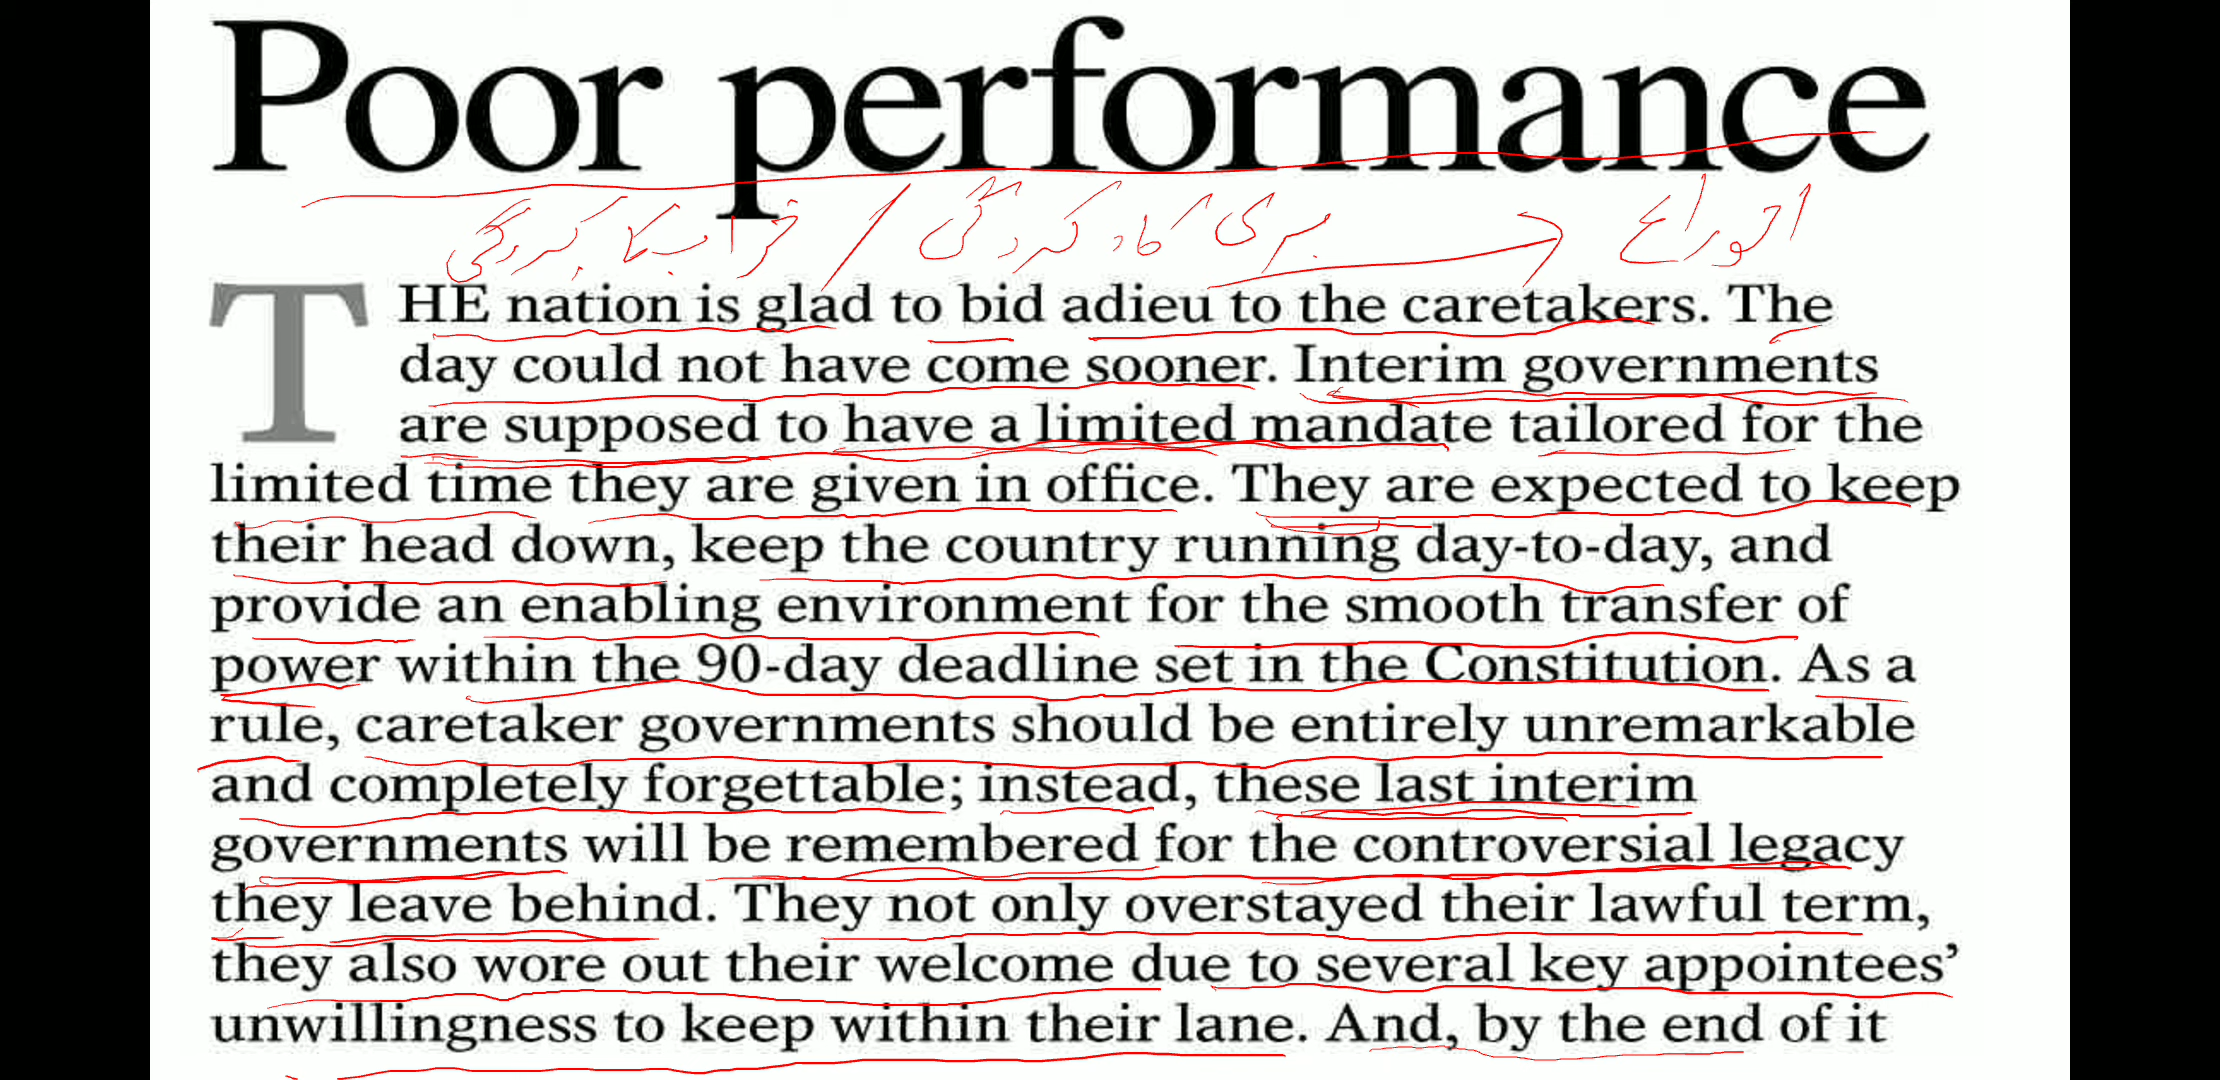 Poor performance
بری کارکردگی / خراب کارکردگی
THE nation is glad to bid adieu to the caretakers. The
day could not have come sooner. Interim governments
are supposed to have a limited mandate tailored for the
limited time they are given in office. They are expected to keep
their head down, keep the country running day-to-day, and
provide an enabling environment for the smooth transfer of
power within the 90-day deadline set in the Constitution. As a
rule, caretaker governments should be entirely unremarkable
and completely forgettable; instead, these last interim
governments will be remembered for the controversial legacy
they leave behind. They not only overstayed their lawful term,
they also wore out their welcome due to several key appointees’
unwillingness to keep within their lane. And, by the end of it